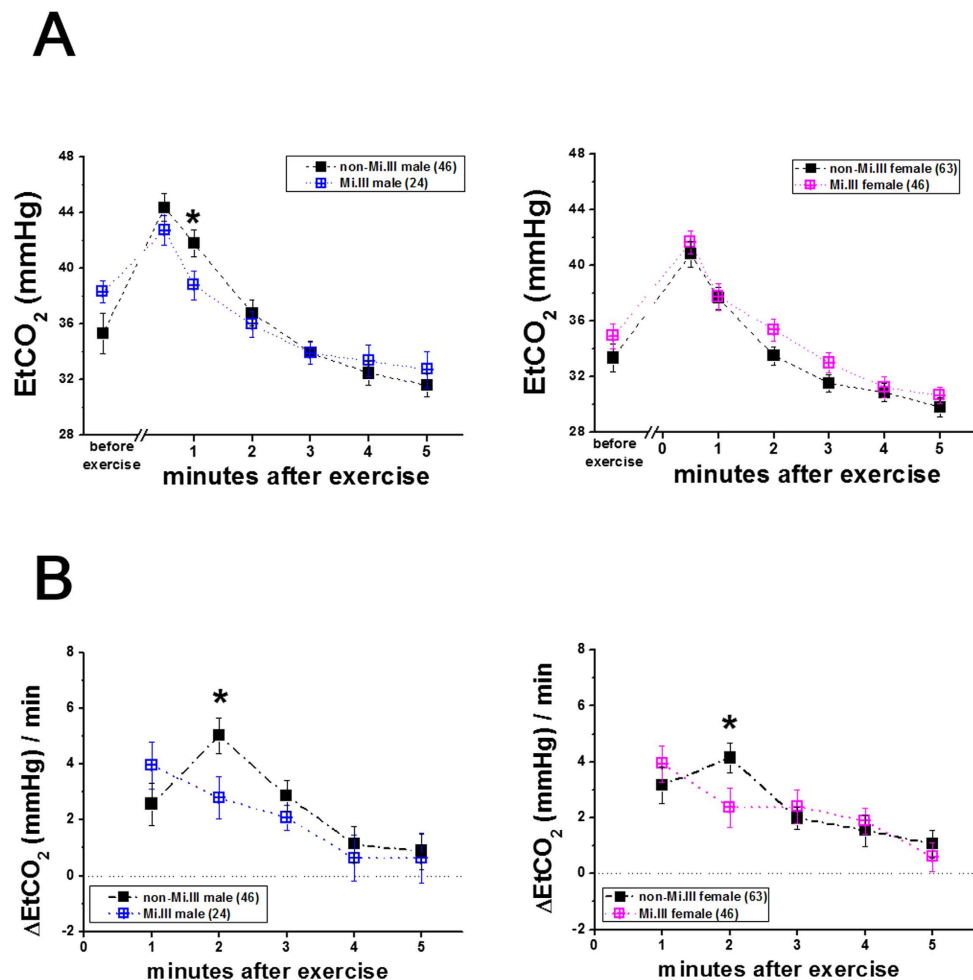 A
EtCO2 (mmHg)
48
44
40
36
32
28
non-Mi.III male (46)
Mi.III male (24)
*
before
exercise
1 2 3 4 5
minutes after exercise
EtCO2 (mmHg)
48
44
40
36
32
28
non-Mi.III female (63)
Mi.III female (46)
before
exercise
0 1 2 3 4 5
minutes after exercise
B
ΔEtCO2 (mmHg) / min
8
6
4
2
0
-2
*
non-Mi.III male (46)
Mi.III male (24)
0 1 2 3 4 5
minutes after exercise
ΔEtCO2 (mmHg) / min
8
6
4
2
0
-2
*
non-Mi.III female (63)
Mi.III female (46)
0 1 2 3 4 5
minutes after exercise